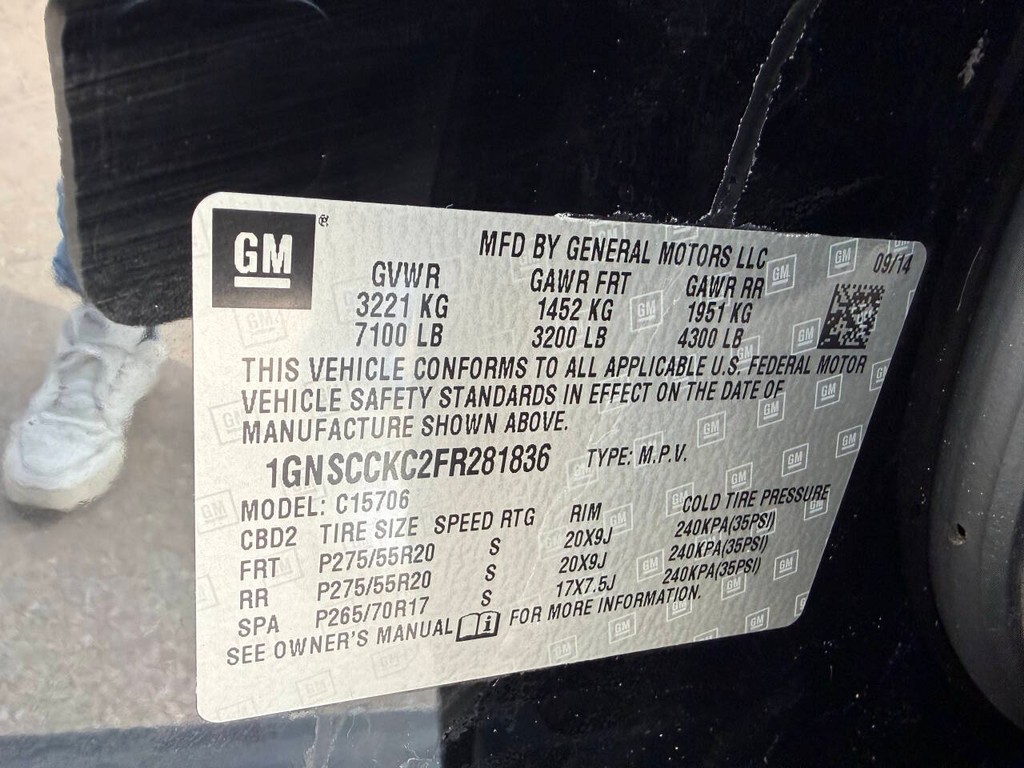 GM ®
MFD BY GENERAL MOTORS LLC 09/14
GVWR GAWR FRT GAWR RR
3221 KG 1452 KG 1951 KG
7100 LB 3200 LB 4300 LB
THIS VEHICLE CONFORMS TO ALL APPLICABLE U.S. FEDERAL MOTOR
VEHICLE SAFETY STANDARDS IN EFFECT ON THE DATE OF
MANUFACTURE SHOWN ABOVE.
1GNSCCKC2FR281836 TYPE: M.P.V.
MODEL: C15706
CBD2 TIRE SIZE SPEED RTG RIM COLD TIRE PRESSURE
FRT P275/55R20 S 20X9J 240KPA(35PSI)
RR P275/55R20 S 20X9J 240KPA(35PSI)
SPA P265/70R17 S 17X7.5J 240KPA(35PSI)
SEE OWNER'S MANUAL i FOR MORE INFORMATION.